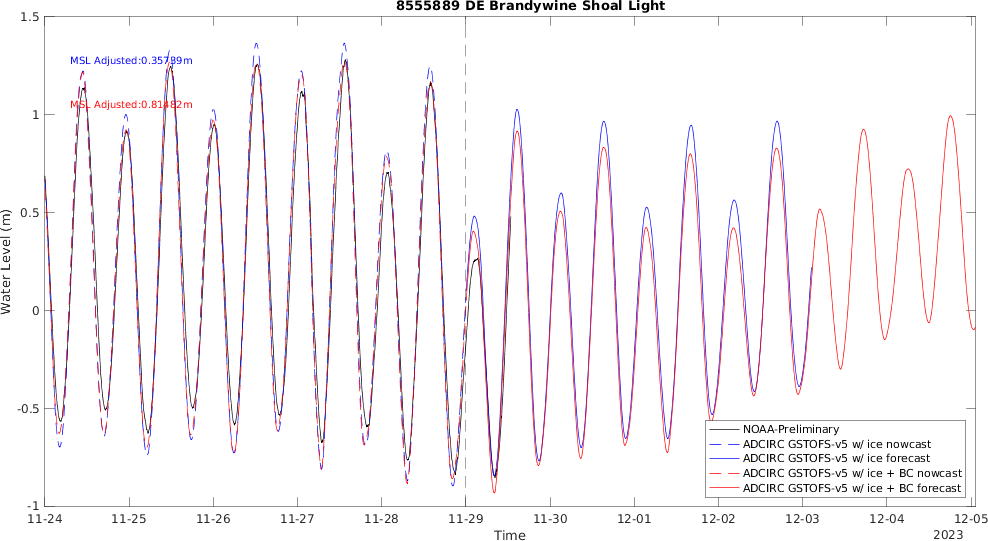 8555889 DE Brandywine Shoal Light
1.5
MSL Adjusted:0.35739m
MSL Adjusted:0.81482m
1
0.5
0
-0.5
-1
Water Level (m)
NOAA-Preliminary
ADCIRC GSTOFS-v5 w/ ice nowcast
ADCIRC GSTOFS-v5 w/ ice forecast
ADCIRC GSTOFS-v5 w/ ice + BC nowcast
ADCIRC GSTOFS-v5 w/ ice + BC forecast
11-24 11-25 11-26 11-27 11-28 11-29 11-30 12-01 12-02 12-03 12-04 12-05
Time
2023